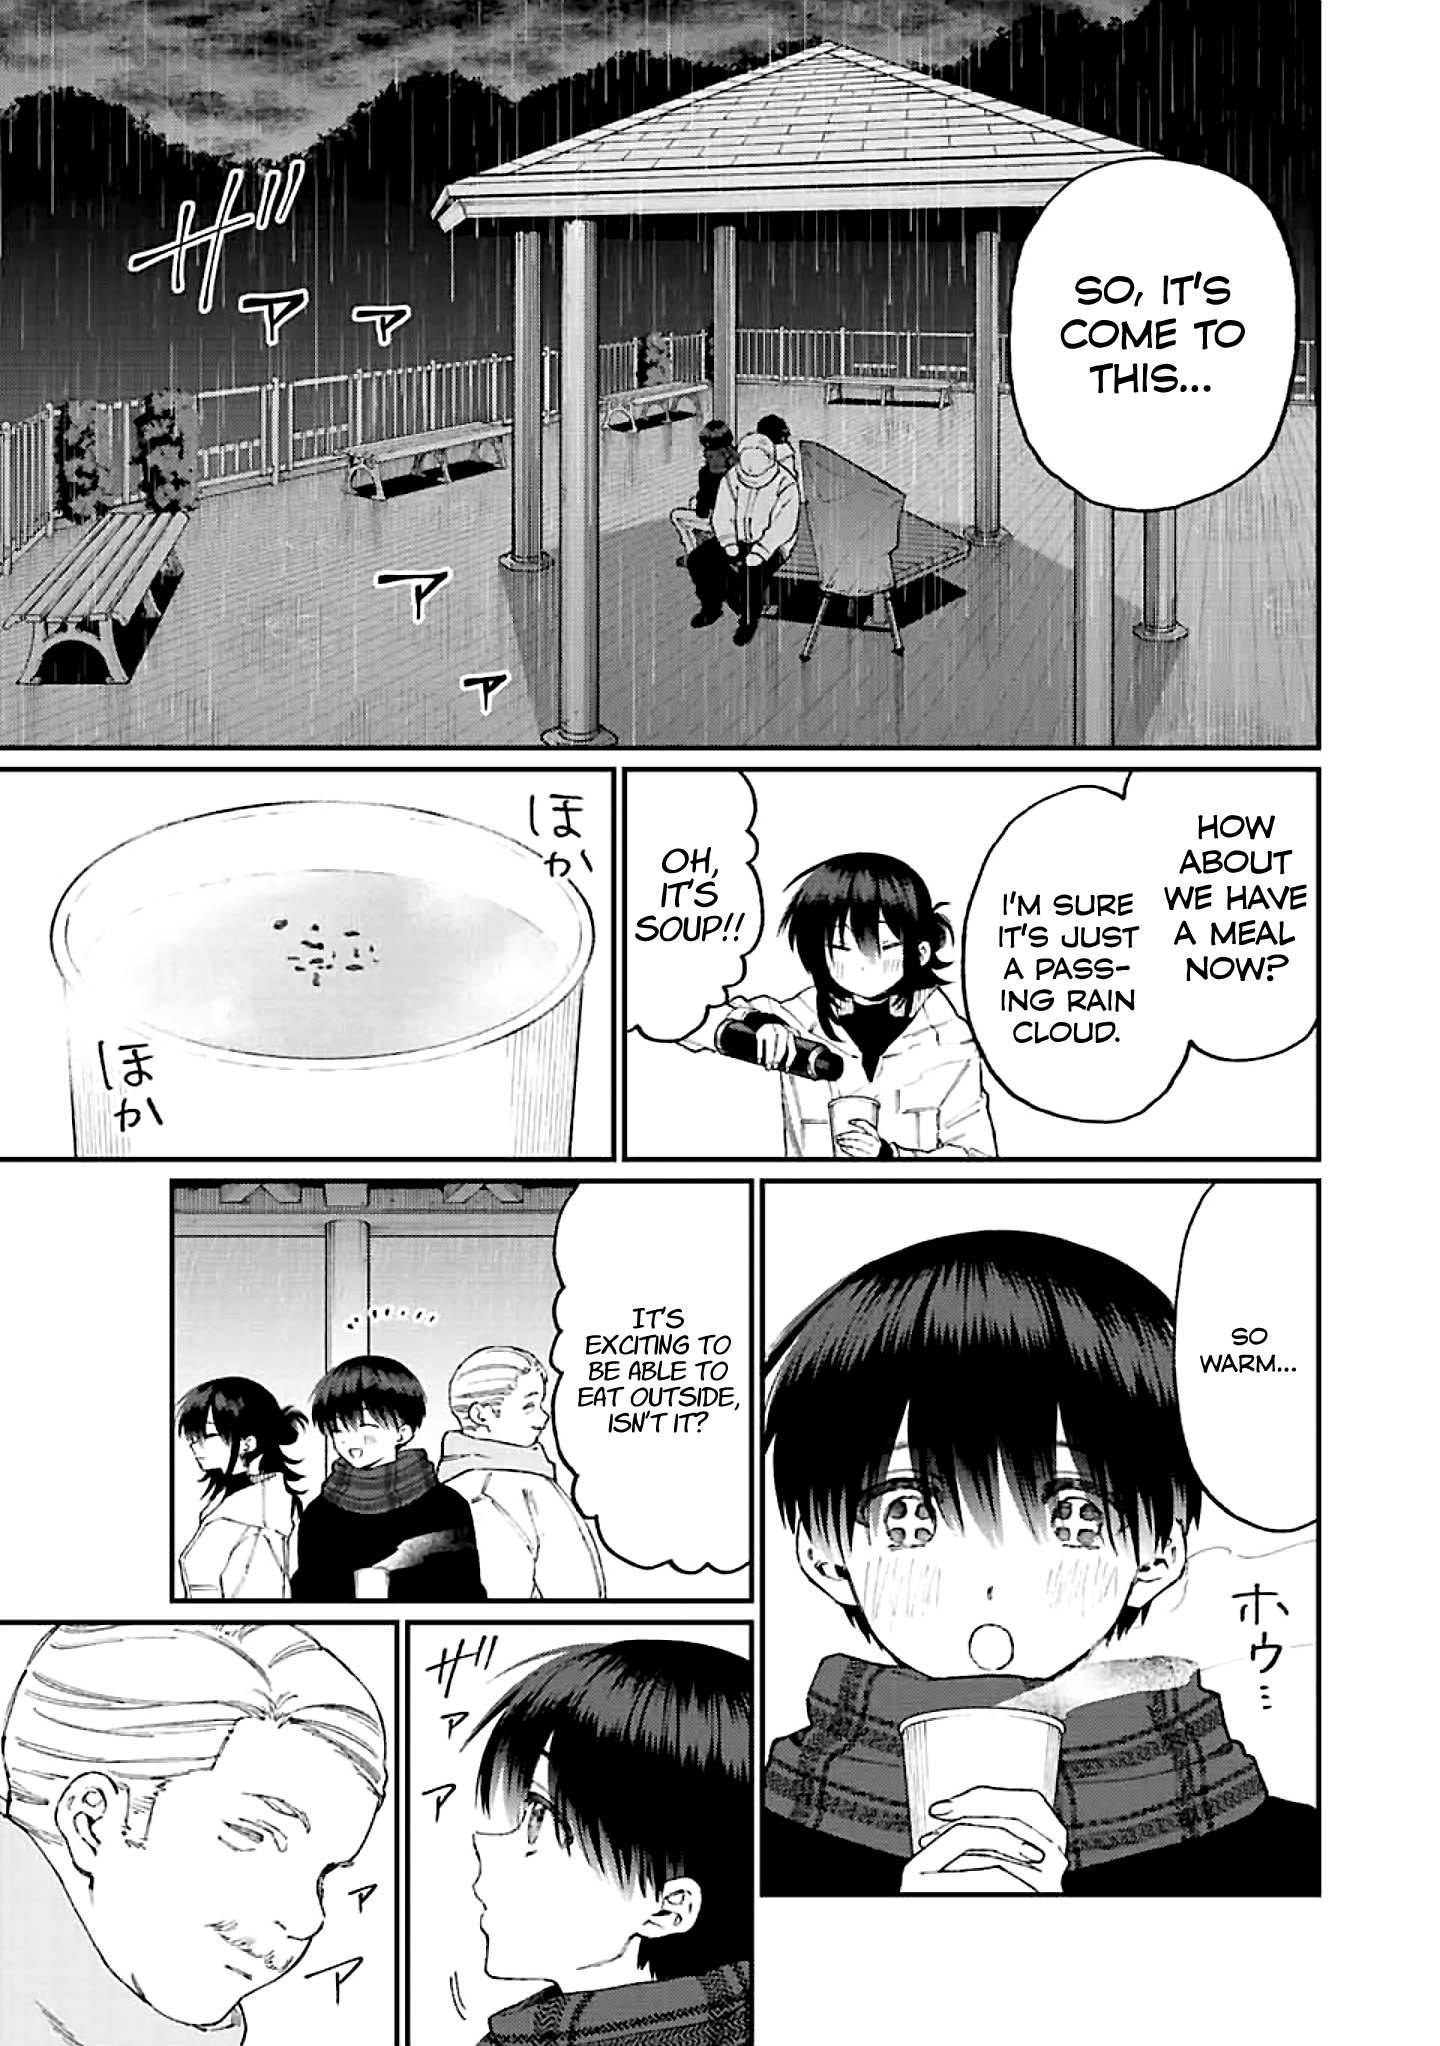 SO, IT'S
COME TO
THIS...
ザァァァァ
HOW
ABOUT
WE HAVE
A MEAL
NOW?
I'M SURE
IT'S JUST
A PASS-
ING RAIN
CLOUD.
OH,
IT'S
SOUP!!
ほか
ほか
SO
WARM...
ホウ…
IT'S
EXCITING TO
BE ABLE TO
EAT OUTSIDE,
ISN'T IT?
ザァァ
ァァ